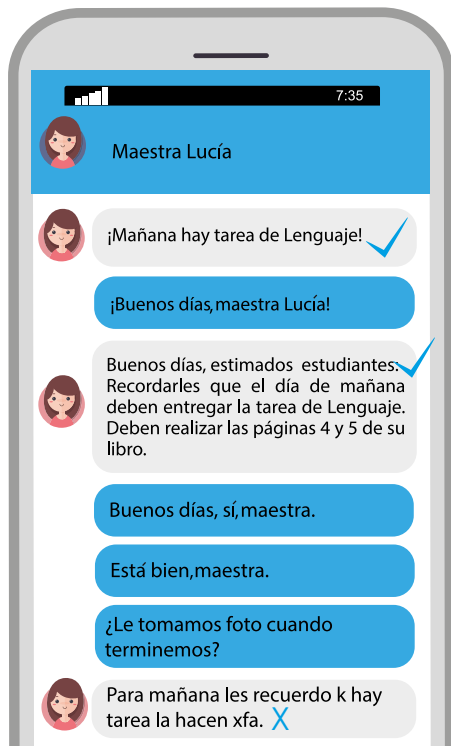 7:35
Maestra Lucía
¡Mañana hay tarea de Lenguaje!
¡Buenos días,maestra Lucía!
Buenos días, estimados estudiantes:
Recordarles que el día de mañana
deben entregar la tarea de Lenguaje.
Deben realizar las páginas 4 y 5 de su
libro.
Buenos días, sí,maestra.
Está bien,maestra.
¿Le tomamos foto cuando
terminemos?
Para mañana les recuerdo k hay
tarea la hacen xfa. X